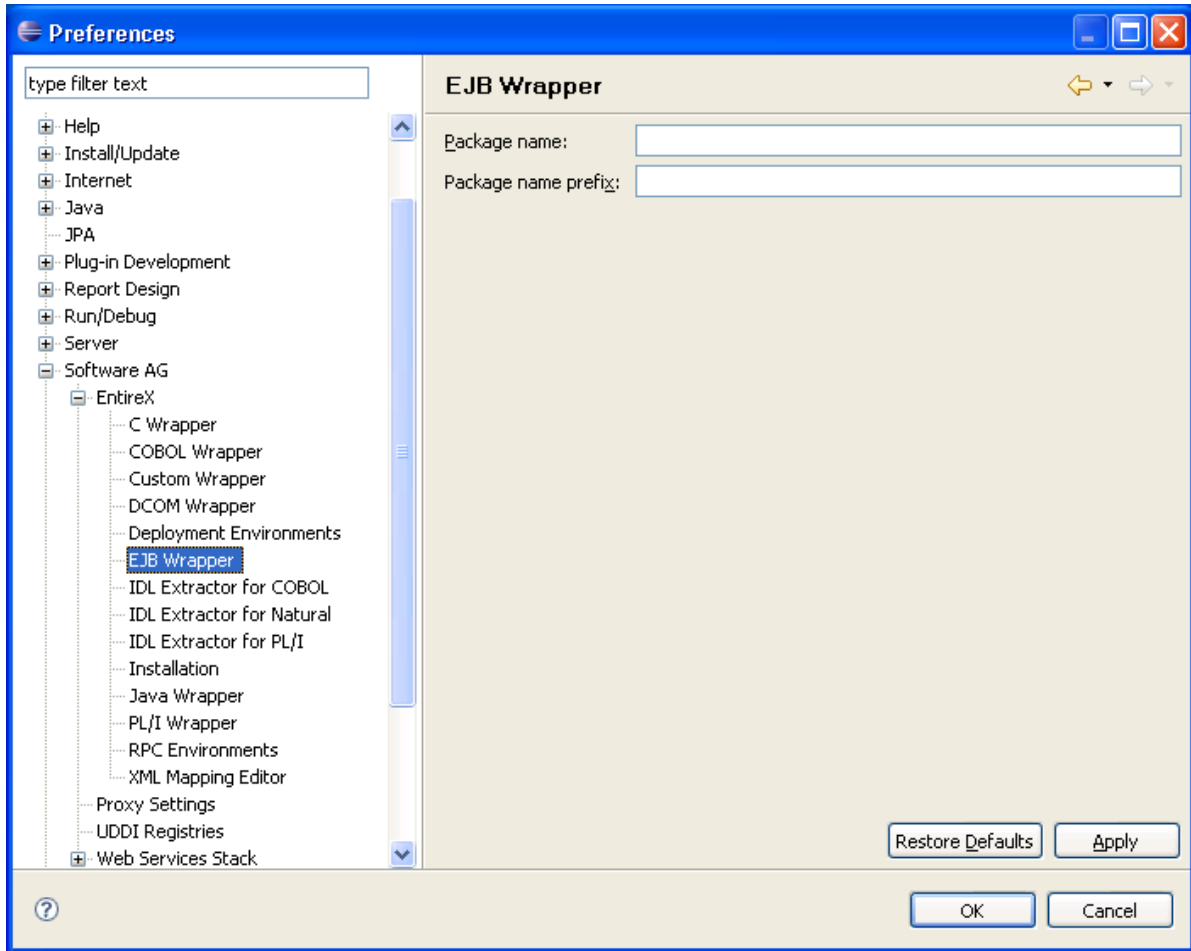 Preferences
type filter text
Help
Install/Update
Internet
Java
JPA
Plug-in Development
Report Design
Run/Debug
Server
Software AG
EntireX
C Wrapper
COBOL Wrapper
Custom Wrapper
DCOM Wrapper
Deployment Environments
EJB Wrapper
IDL Extractor for COBOL
IDL Extractor for Natural
IDL Extractor for PL/I
Installation
Java Wrapper
PL/I Wrapper
RPC Environments
XML Mapping Editor
Proxy Settings
UDDI Registries
Web Services Stack
EJB Wrapper
Package name:
Package name prefix:
Restore Defaults
Apply
?
OK
Cancel